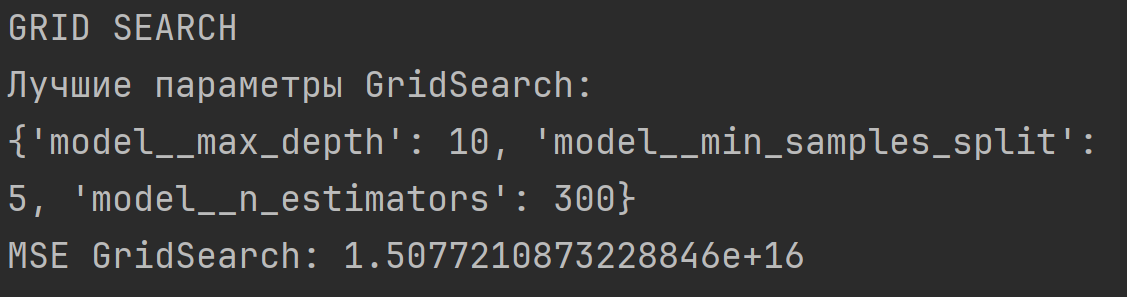 GRID SEARCH
Лучшие параметры GridSearch:
{'model__max_depth': 10, 'model__min_samples_split':
5, 'model__n_estimators': 300}
MSE GridSearch: 1.5077210873228846e+16